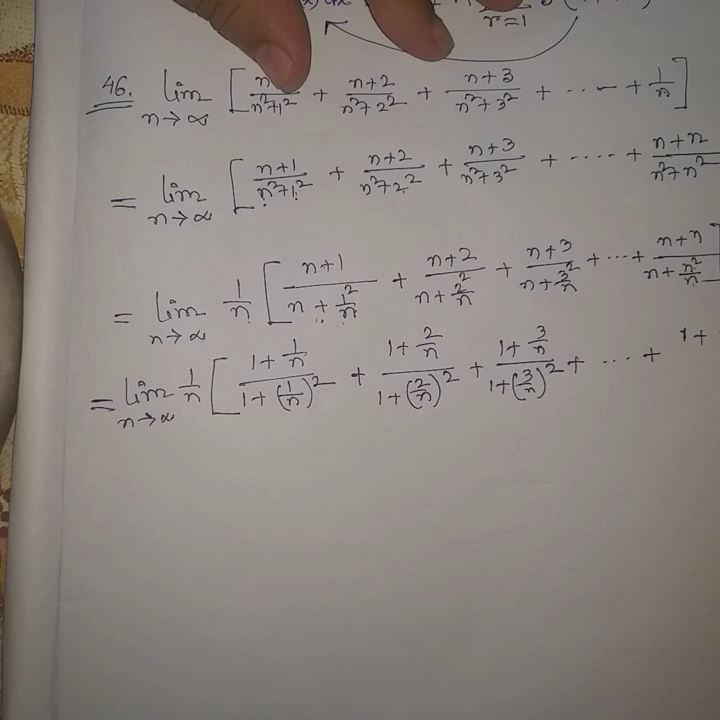 r=1
46. lim n→∞ [ n/n²+1² + n+2/n²+2² + n+3/n²+3² + ... + 1/n ]
= lim n→∞ [ n+1/n²+1² + n+2/n²+2² + n+3/n²+3² + .... + n+n/n²+n² ]
= lim n→∞ 1/n [ n+1/n+1²/n + n+2/n+2²/n + n+3/n+3²/n + ... + n+n/n+n²/n ]
= lim n→∞ 1/n [ 1+1/n/1+(1/n)² + 1+2/n/1+(2/n)² + 1+3/n/1+(3/n)² + ... + 1+